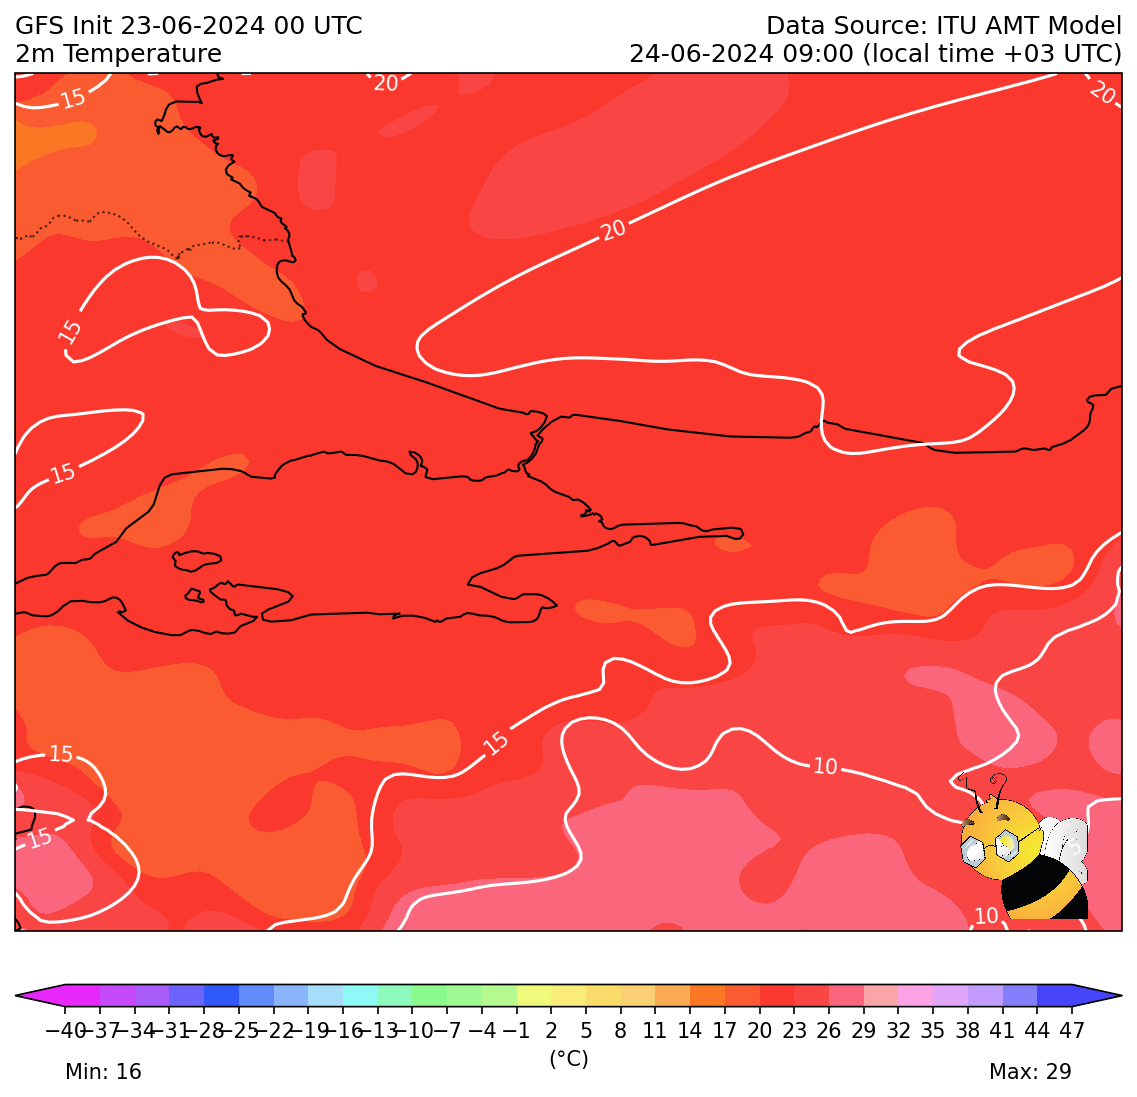 GFS Init 23-06-2024 00 UTC
2m Temperature
Data Source: ITU AMT Model
24-06-2024 09:00 (local time +03 UTC)
15
20
20
20
15
15
15
15
10
15
10
−40 −37 −34 −31 −28 −25 −22 −19 −16 −13 −10 −7 −4 −1 2 5 8 11 14 17 20 23 26 29 32 35 38 41 44 47
(°C)
Min: 16
Max: 29